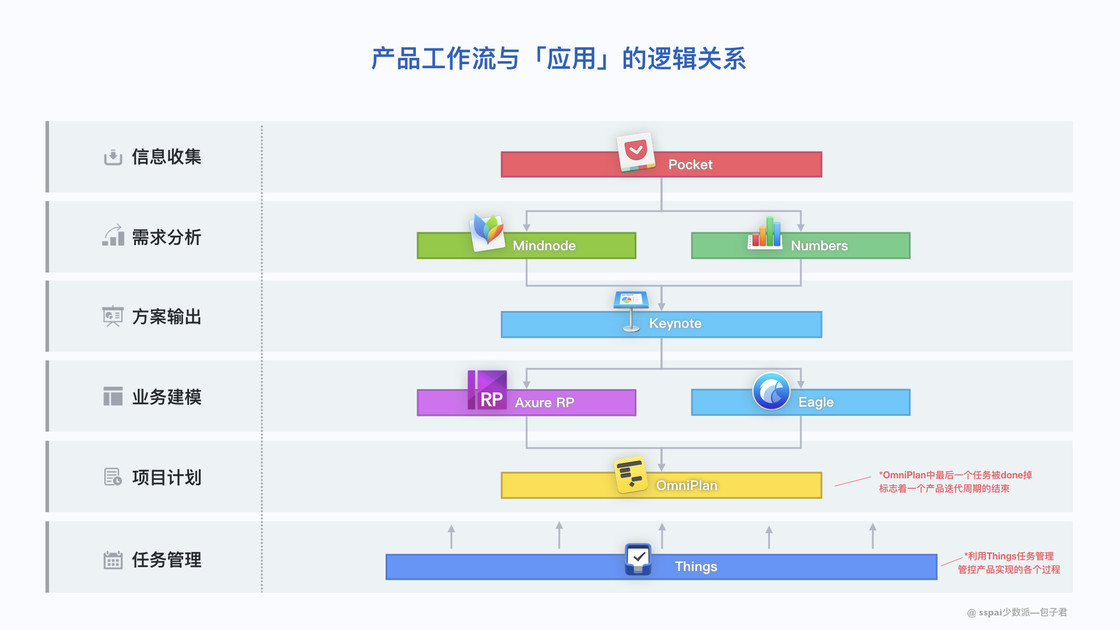 产品工作流与「应用」的逻辑关系
信息收集
Pocket
需求分析
Mindnode
Numbers
方案输出
Keynote
业务建模
RP
Axure RP
Eagle
项目计划
OmniPlan
*OmniPlan中最后一个任务被done掉
标志着一个产品迭代周期的结束
任务管理
Things
*利用Things任务管理
管控产品实现的各个过程
@ sspai少数派—包子君